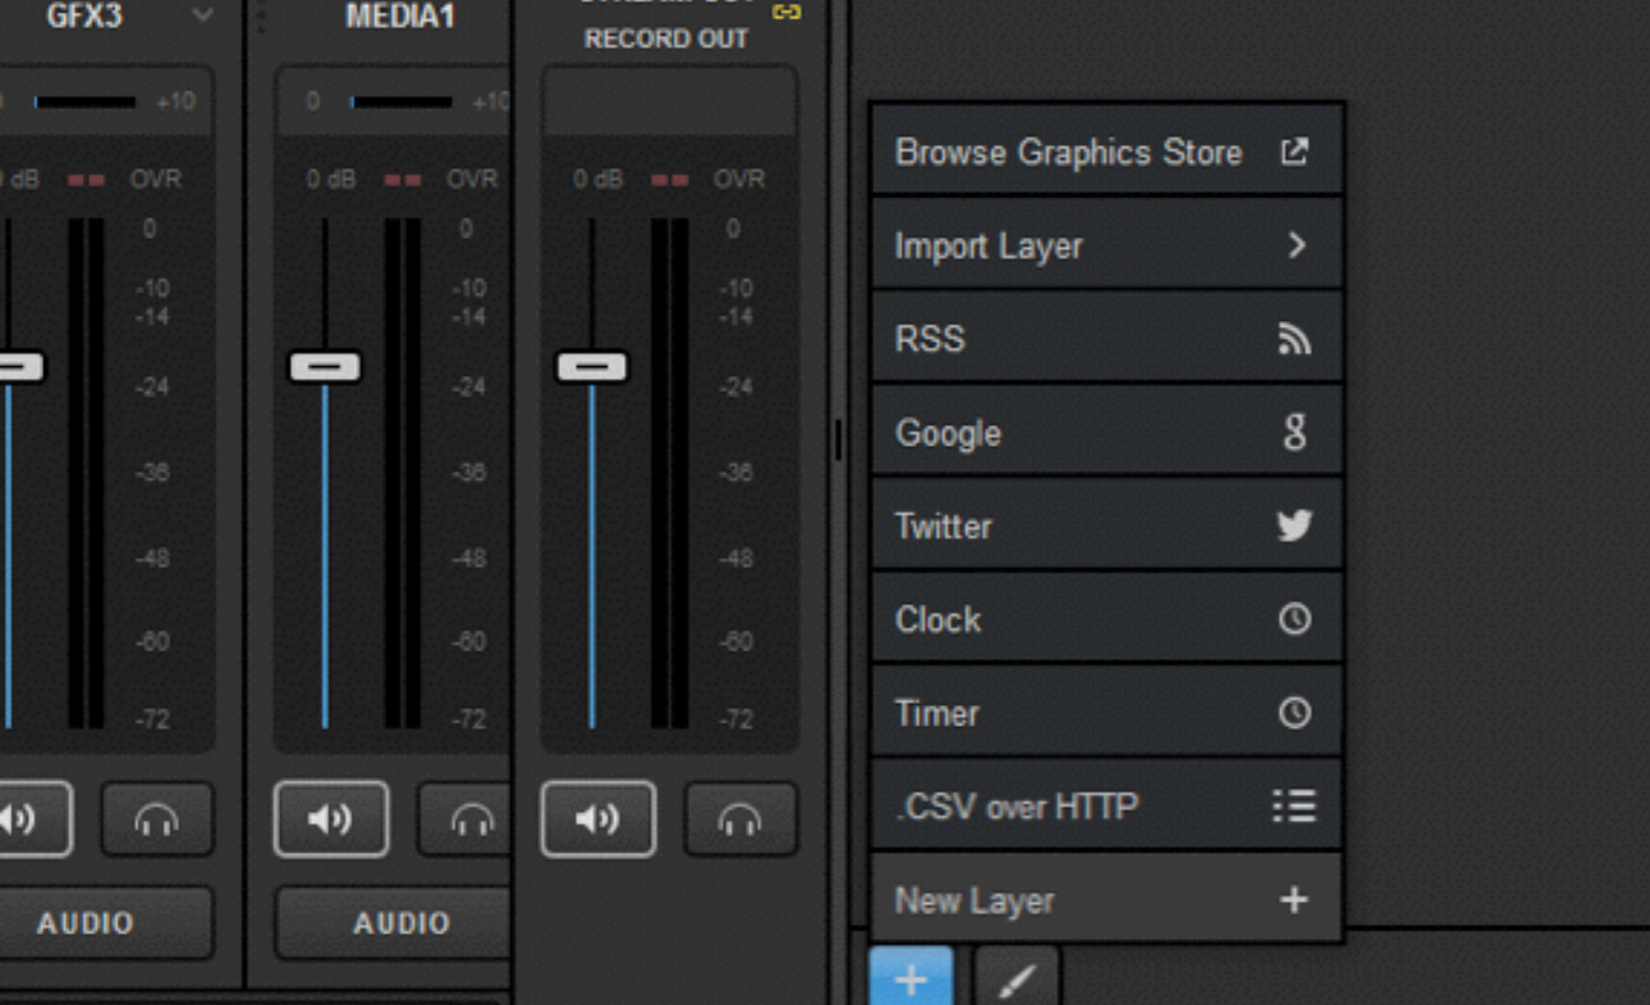 GFX3
+10
dB
OVR
0
-10
-14
-24
-36
-48
-60
-72
AUDIO
MEDIA1
0
+10
0 dB
OVR
0
-10
-14
-24
-36
-48
-60
-72
AUDIO
RECORD OUT
0 dB
OVR
0
-10
-14
-24
-36
-48
-60
-72
Browse Graphics Store
Import Layer
RSS
Google
g
Twitter
Clock
Timer
.CSV over HTTP
New Layer